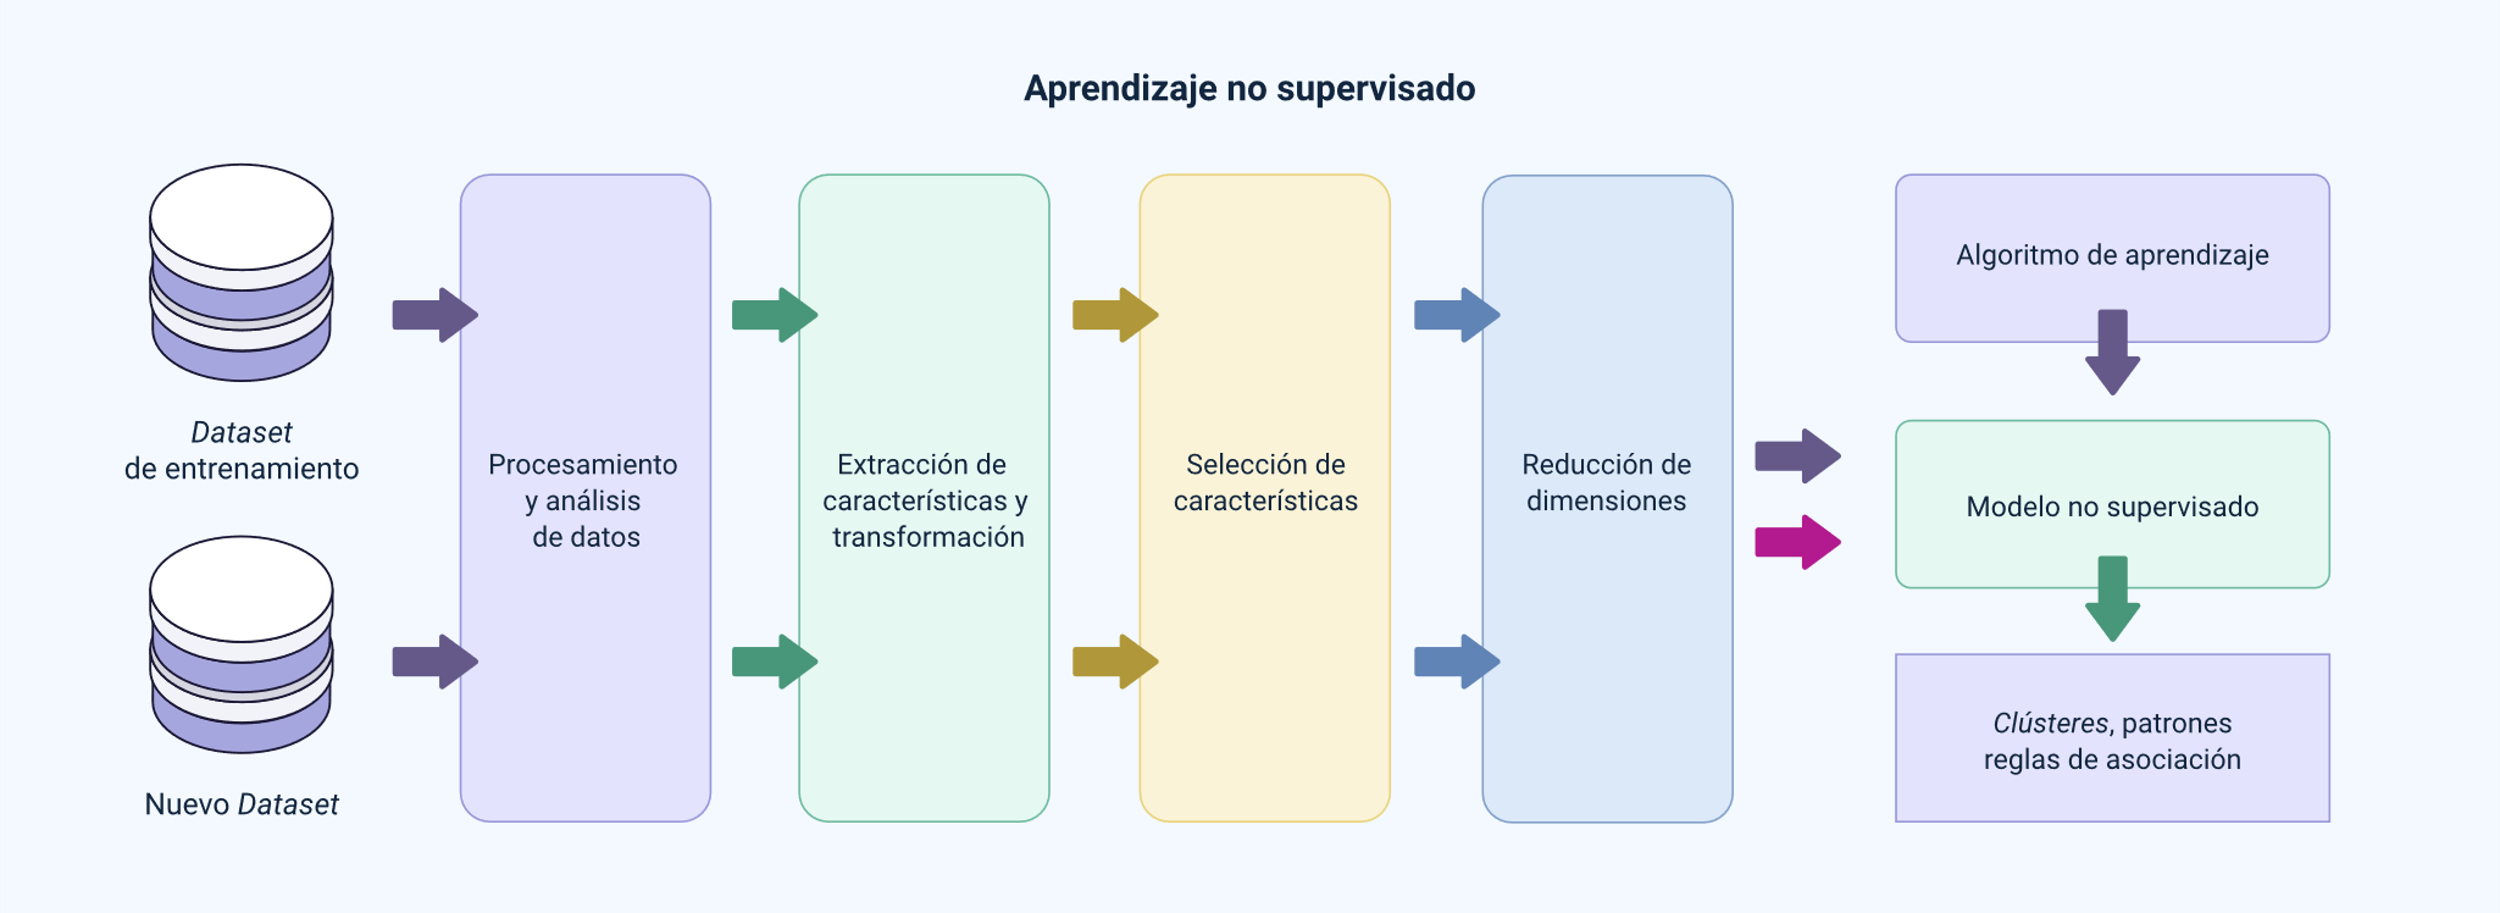 Aprendizaje no supervisado
Dataset
de entrenamiento
Nuevo Dataset
Procesamiento
y análisis
de datos
Extracción de
características y
transformación
Selección de
características
Reducción de
dimensiones
Algoritmo de aprendizaje
Modelo no supervisado
Clústeres, patrones
reglas de asociación